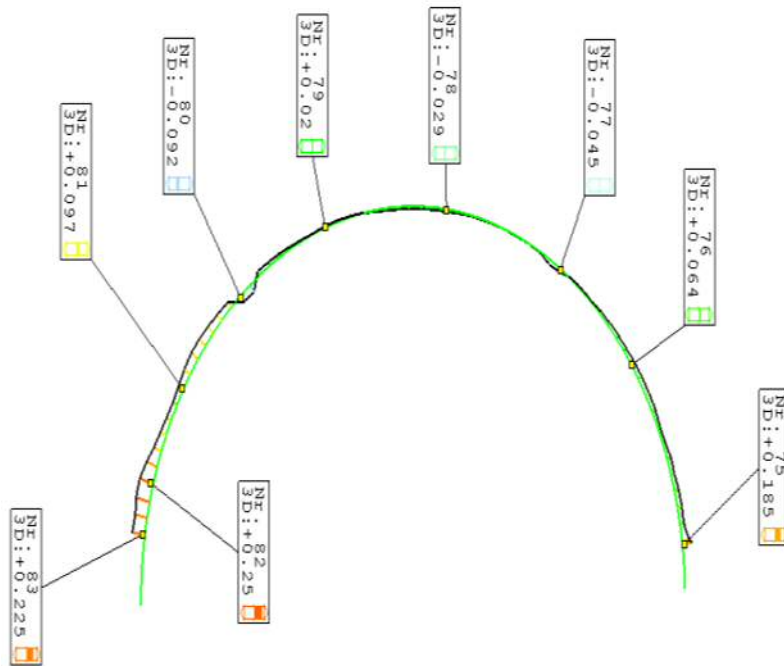 Nr.: 79
3D:+0.02
Nr.: 78
3D:-0.029
Nr.: 77
3D:-0.045
Nr.: 80
3D:-0.092
Nr.: 81
3D:+0.097
Nr.: 76
3D:+0.064
Nr.: 75
3D:+0.185
Nr.: 82
3D:+0.25
Nr.: 83
3D:+0.225